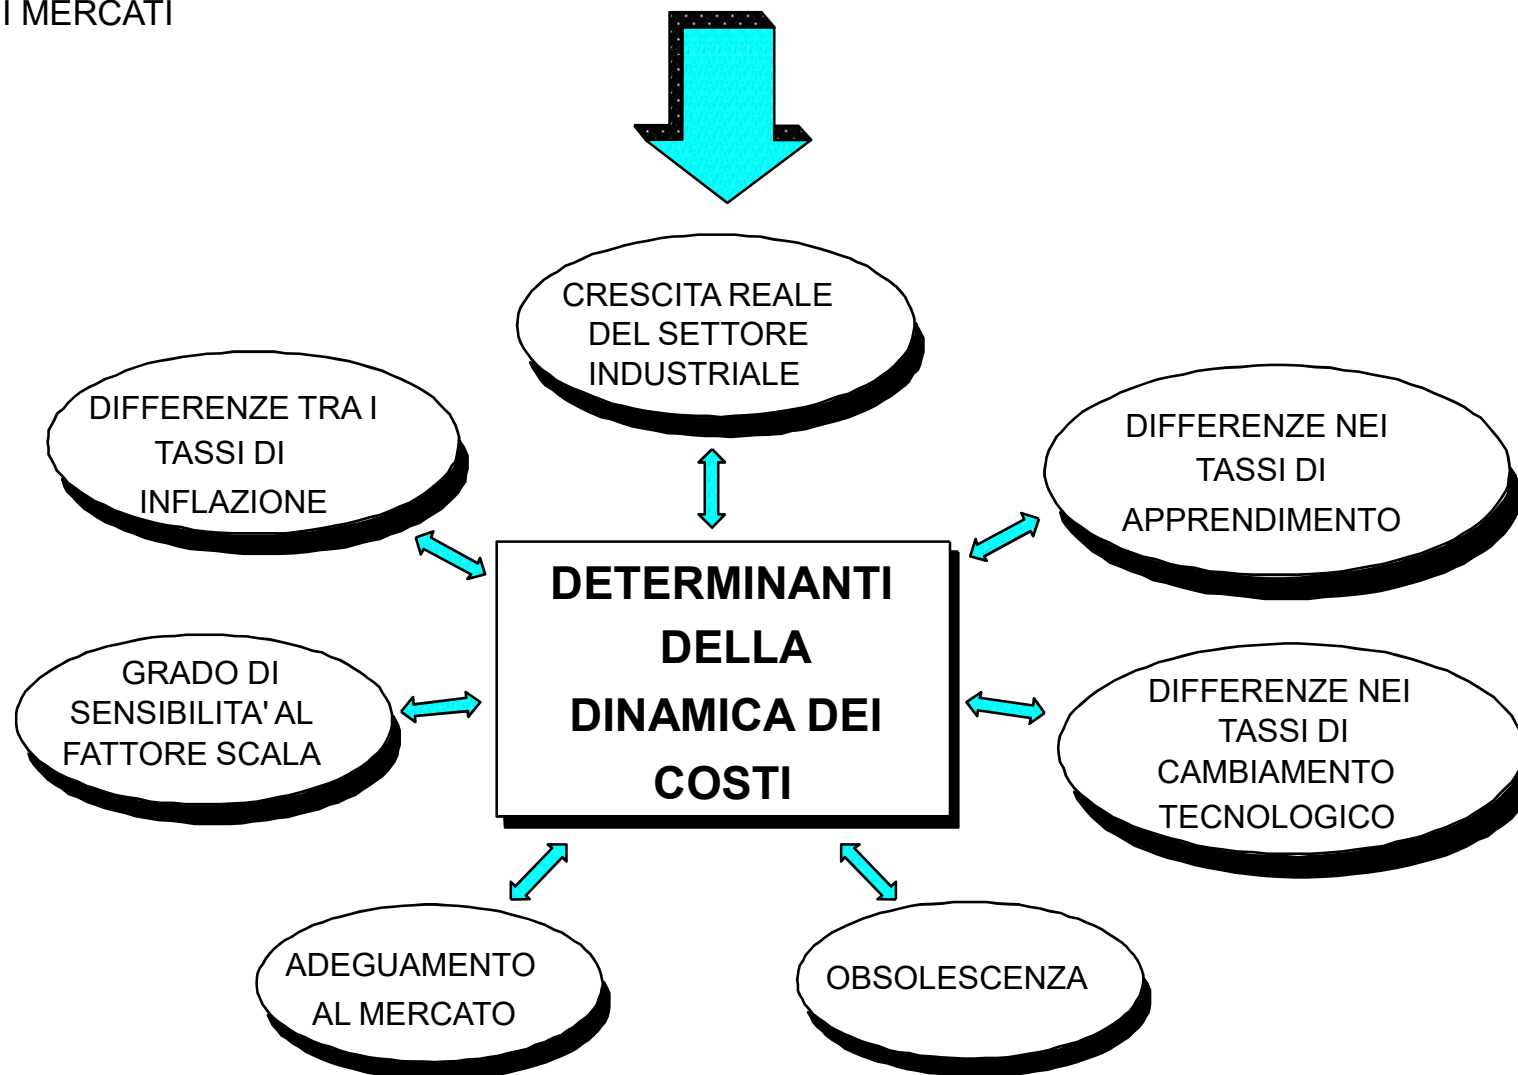 I MERCATI
CRESCITA REALE
DEL SETTORE
INDUSTRIALE
DIFFERENZE TRA I
TASSI DI
INFLAZIONE
DIFFERENZE NEI
TASSI DI
APPRENDIMENTO
DETERMINANTI
DELLA
DINAMICA DEI
COSTI
GRADO DI
SENSIBILITA' AL
FATTORE SCALA
DIFFERENZE NEI
TASSI DI
CAMBIAMENTO
TECNOLOGICO
ADEGUAMENTO
AL MERCATO
OBSOLESCENZA